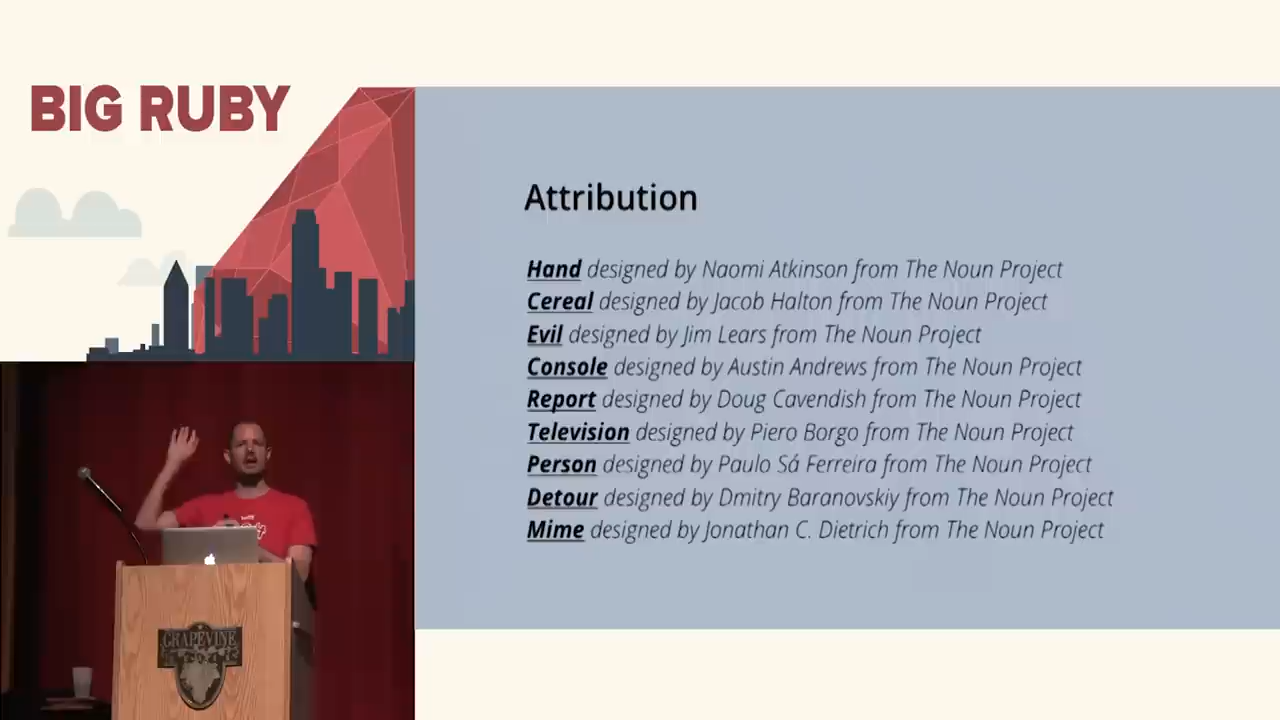 BIG RUBY
Attribution
Hand designed by Naomi Atkinson from The Noun Project
Cereal designed by Jacob Halton from The Noun Project
Evil designed by Jim Lears from The Noun Project
Console designed by Austin Andrews from The Noun Project
Report designed by Doug Cavendish from The Noun Project
Television designed by Piero Borgo from The Noun Project
Person designed by Paulo Sá Ferreira from The Noun Project
Detour designed by Dmitry Baranovskiy from The Noun Project
Mime designed by Jonathan C. Dietrich from The Noun Project
GRAPEVINE